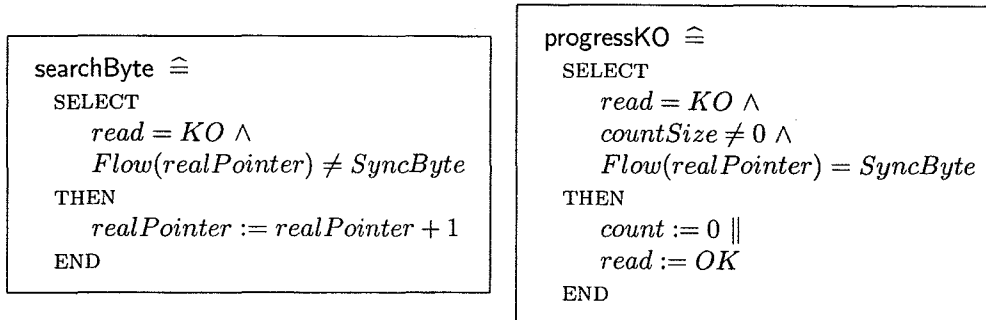 searchByte ≙
SELECT
read = KO ∧
Flow(realPointer) ≠ SyncByte
THEN
realPointer := realPointer + 1
END
progressKO ≙
SELECT
read = KO ∧
countSize ≠ 0 ∧
Flow(realPointer) = SyncByte
THEN
count := 0 ||
read := OK
END